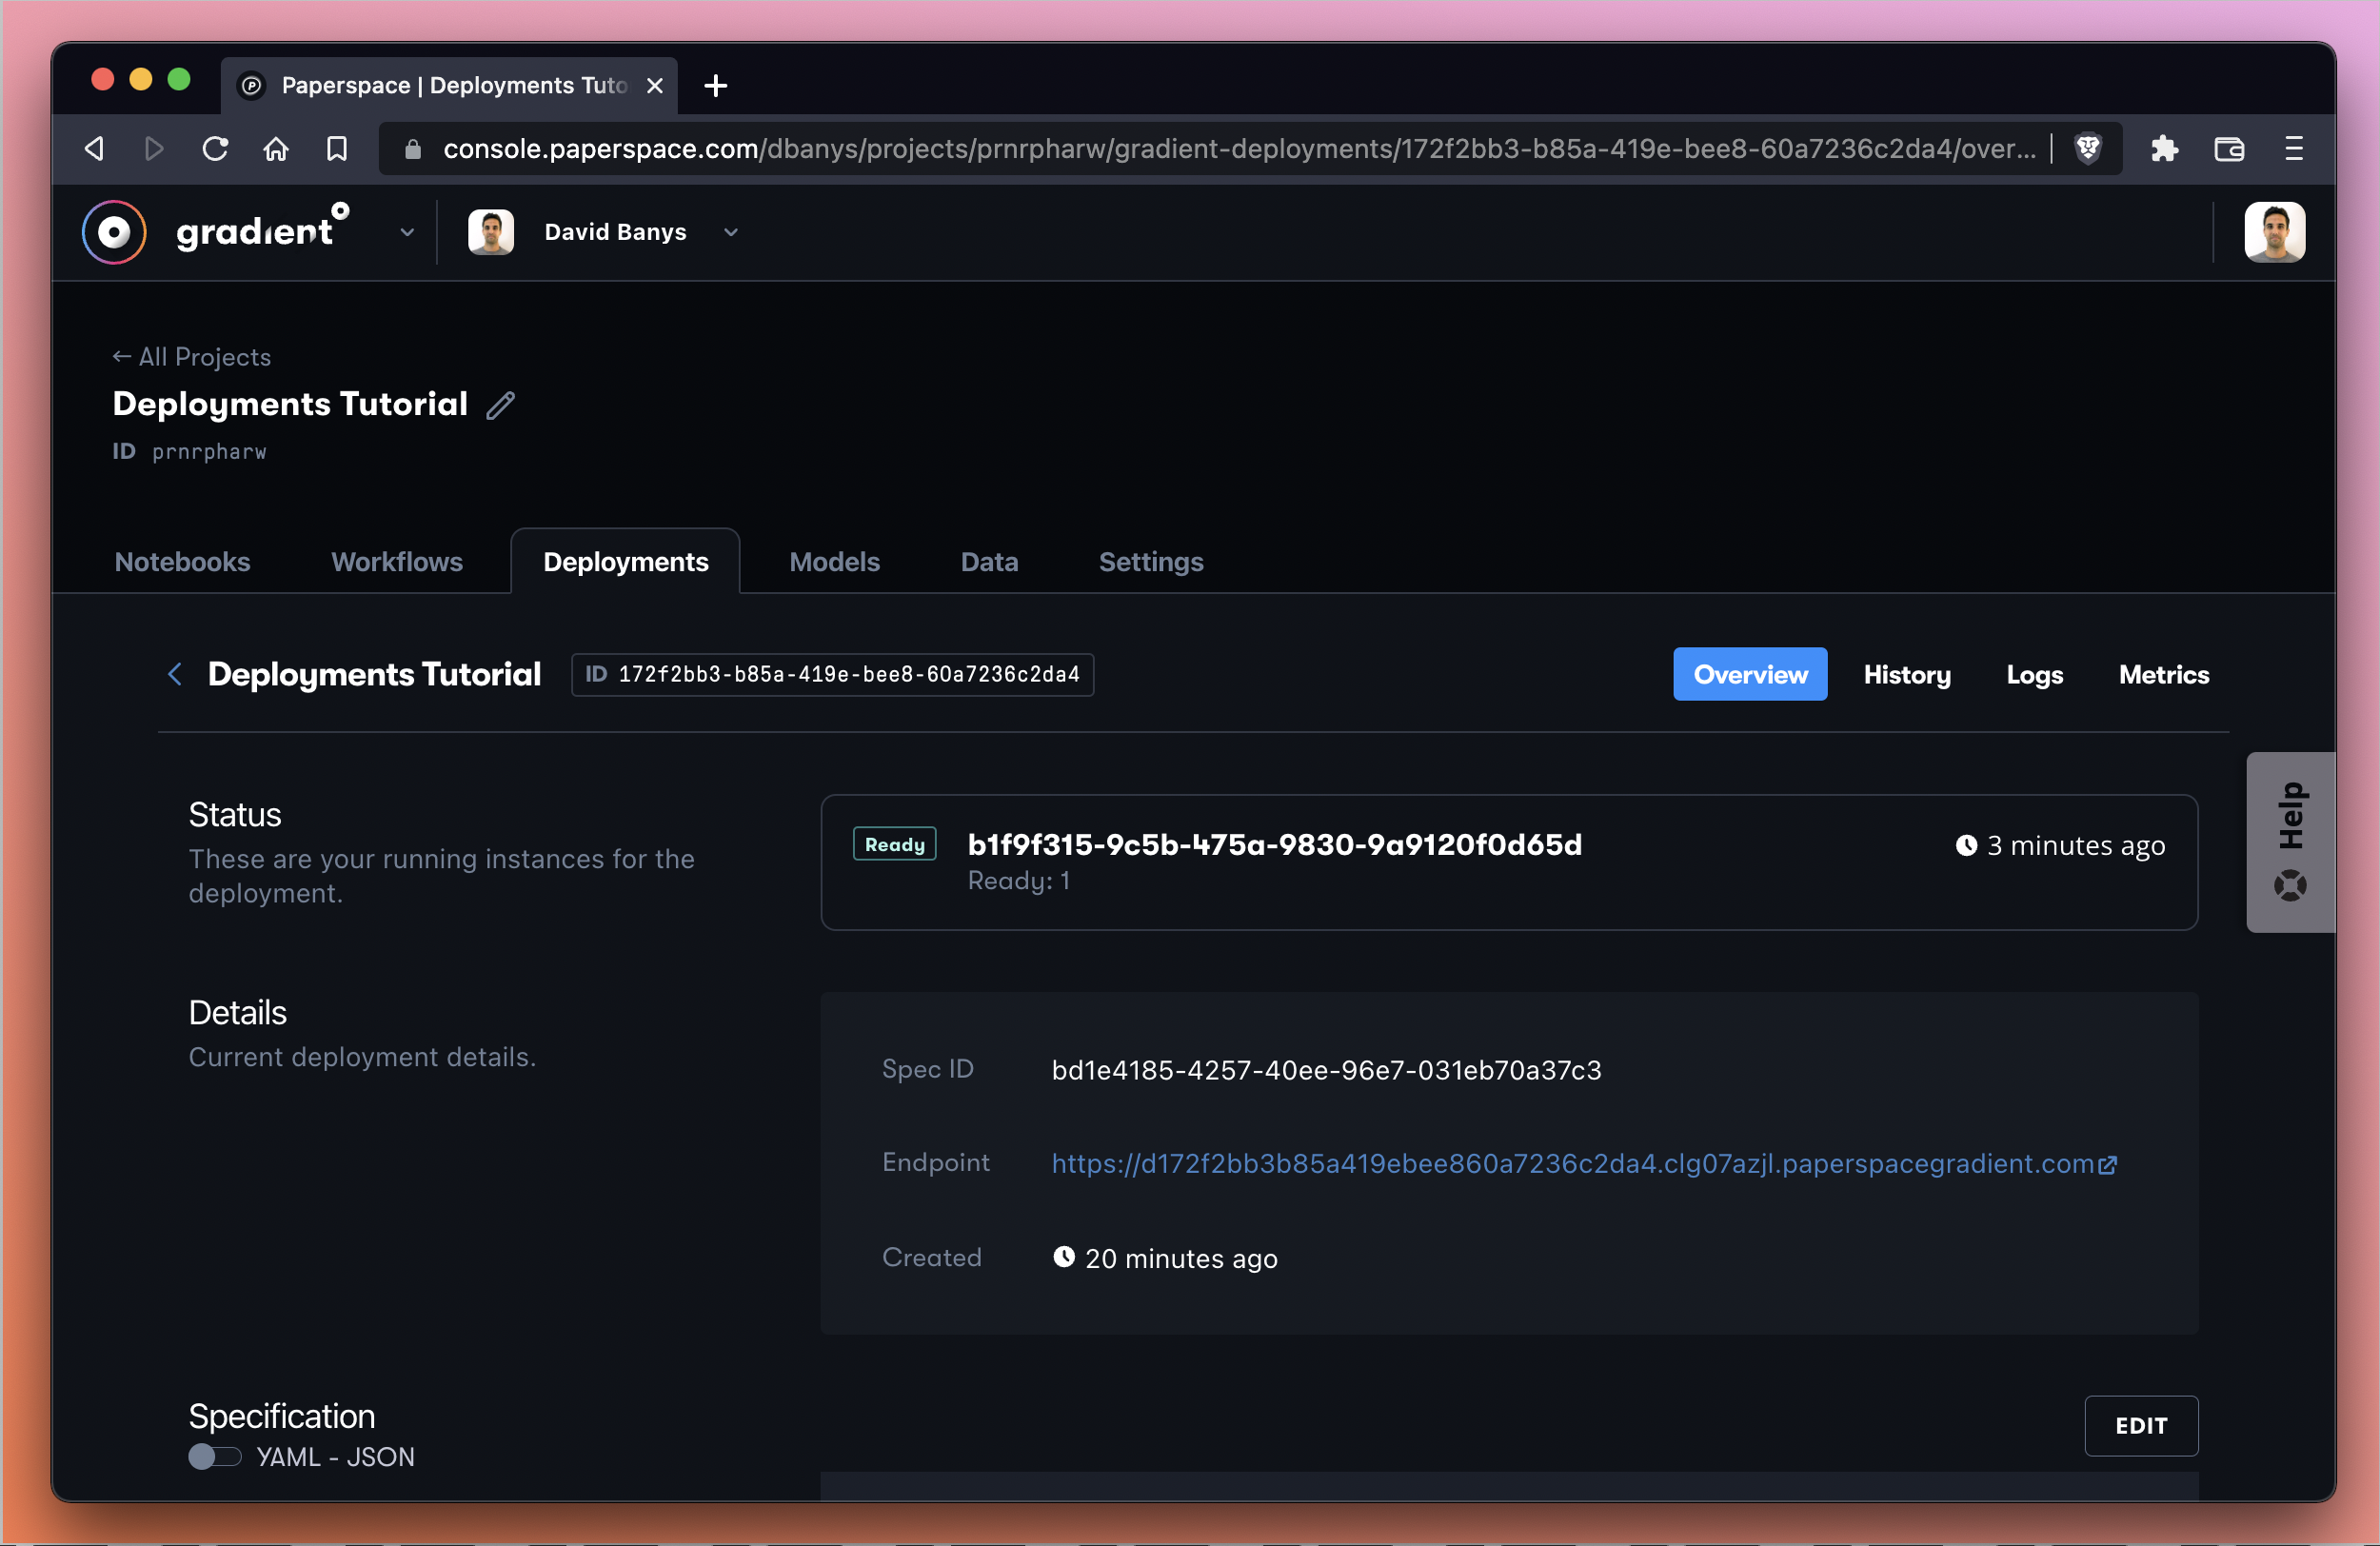 Paperspace | Deployments Tuto
console.paperspace.com/dbanys/projects/prnrpharw/gradient-deployments/172f2bb3-b85a-419e-bee8-60a7236c2da4/over...
gradient
David Banys
← All Projects
Deployments Tutorial
ID prnrpharw
Notebooks
Workflows
Deployments
Models
Data
Settings
Deployments Tutorial
ID 172f2bb3-b85a-419e-bee8-60a7236c2da4
Overview
History
Logs
Metrics
Status
These are your running instances for the
deployment.
Ready
b1f9f315-9c5b-475a-9830-9a9120f0d65d
Ready: 1
3 minutes ago
Help
Details
Current deployment details.
Spec ID
bd1e4185-4257-40ee-96e7-031eb70a37c3
Endpoint
https://d172f2bb3b85a419ebee860a7236c2da4.clg07azjl.paperspacegradient.com
Created
20 minutes ago
Specification
YAML - JSON
EDIT